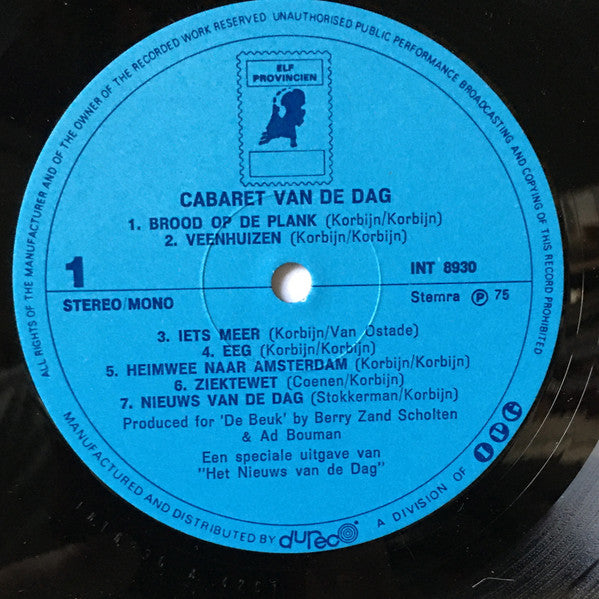 ALL RIGHTS OF THE MANUFACTURER AND OF THE OWNER OF THE RECORDED WORK RESERVED UNAUTHORISED PUBLIC PERFORMANCE BROADCASTING AND COPYING OF THIS RECORD PROHIBITED
ELF
PROVINCIEN
CABARET VAN DE DAG
1. BROOD OP DE PLANK (Korbijn/Korbijn)
2. VEENHUIZEN (Korbijn/Korbijn)
1
INT 8930
STEREO/MONO
Stemra Ⓟ 75
3. IETS MEER (Korbijn/Van Ostade)
4. EEG (Korbijn/Korbijn)
5. HEIMWEE NAAR AMSTERDAM (Korbijn/Korbijn)
6. ZIEKTEWET (Coenen/Korbijn)
7. NIEUWS VAN DE DAG (Stokkerman/Korbijn)
Produced for 'De Beuk' by Berry Zand Scholten
& Ad Bouman
Een speciale uitgave van
"Het Nieuws van de Dag"
MANUFACTURED AND DISTRIBUTED BY dureco A DIVISION OF